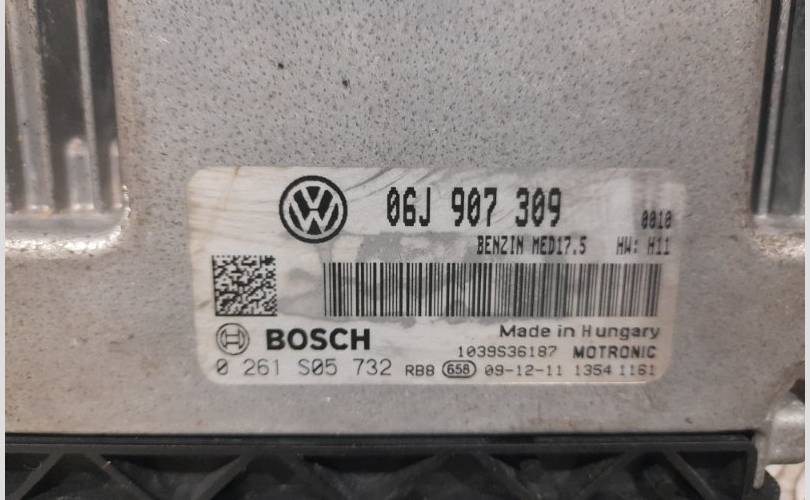 06J 907 309
0010
BENZIN MED17.5 HW: H11
BOSCH Made in Hungary
1039S36187 MOTRONIC
0 261 S05 732 RB8 658 09-12-11 1354 1161